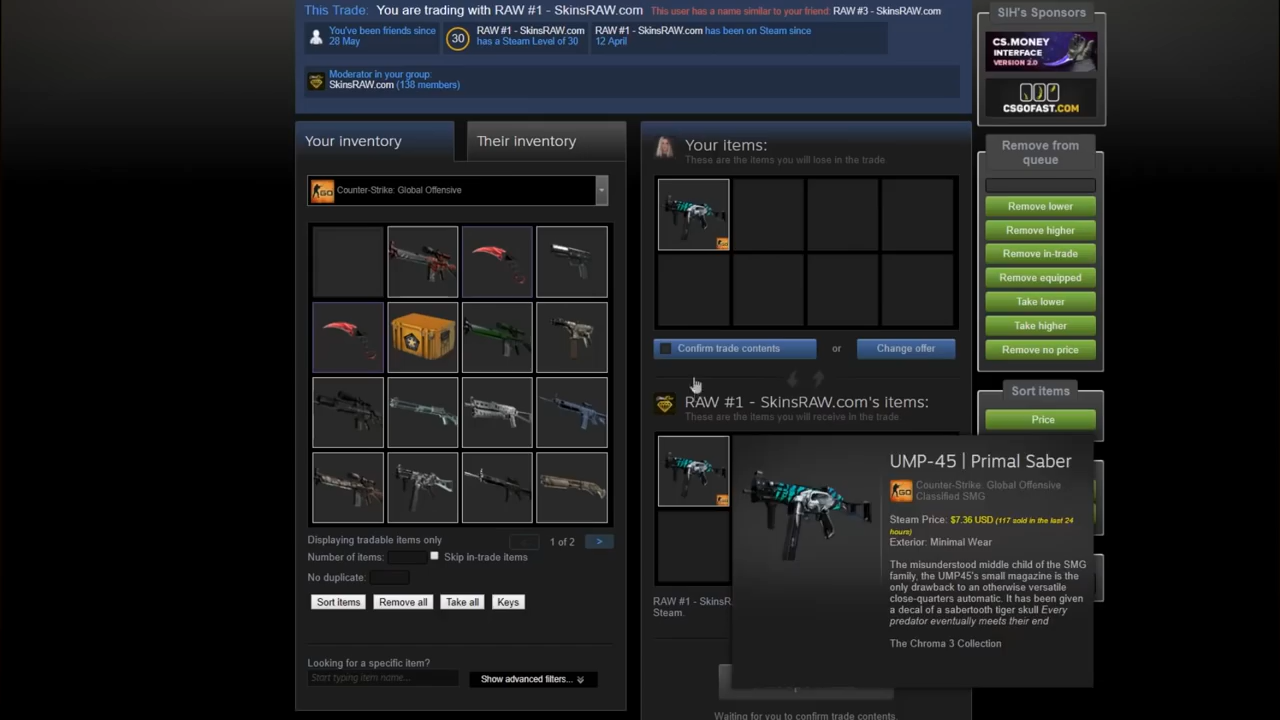 This Trade: You are trading with RAW #1 - SkinsRAW.com This user has a name similar to your friend: RAW #3 - SkinsRAW.com
You've been friends since
28 May
30
RAW #1 - SkinsRAW.com
has a Steam Level of 30
RAW #1 - SkinsRAW.com has been on Steam since
12 April
Moderator in your group:
SkinsRAW.com (138 members)
Your inventory
Their inventory
GO
Counter-Strike: Global Offensive
Displaying tradable items only
1 of 2
>
Number of items:
Skip in-trade items
No duplicate:
Sort items
Remove all
Take all
Keys
Looking for a specific item?
Start typing item name...
Show advanced filters...
Your items:
These are the items you will lose in the trade
Confirm trade contents
or
Change offer
RAW #1 - SkinsRAW.com's items:
These are the items you will receive in the trade
RAW #1 - SkinsR
Steam.
Waiting for you to confirm trade contents.
UMP-45 | Primal Saber
GO
Counter-Strike: Global Offensive
Classified SMG
Steam Price: $7.36 USD (117 sold in the last 24
hours)
Exterior: Minimal Wear
The misunderstood middle child of the SMG
family, the UMP45's small magazine is the
only drawback to an otherwise versatile
close-quarters automatic. It has been given
a decal of a sabertooth tiger skull Every
predator eventually meets their end
The Chroma 3 Collection
SIH's Sponsors
CS.MONEY
INTERFACE
VERSION 2.0
CSGOFAST.COM
Remove from
queue
Remove lower
Remove higher
Remove in-trade
Remove equipped
Take lower
Take higher
Remove no price
Sort items
Price